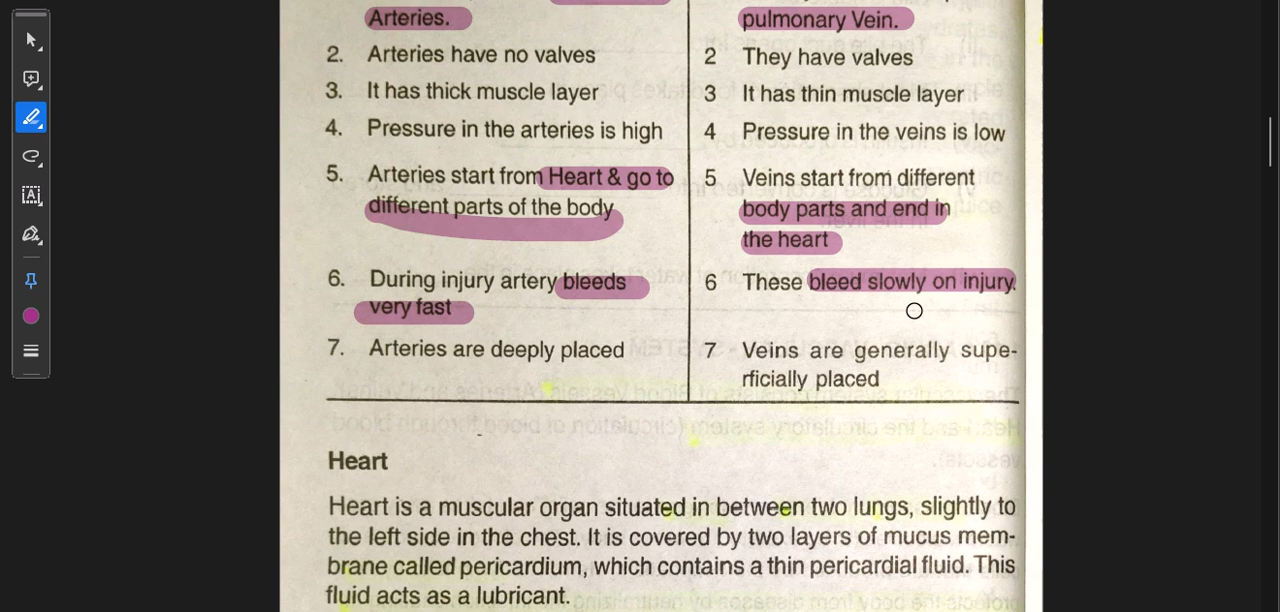 Arteries.
2. Arteries have no valves
3. It has thick muscle layer
4. Pressure in the arteries is high
5. Arteries start from Heart & go to
different parts of the body
6. During injury artery bleeds
very fast
7. Arteries are deeply placed
pulmonary Vein.
2 They have valves
3 It has thin muscle layer
4 Pressure in the veins is low
5 Veins start from different
body parts and end in
the heart
6 These bleed slowly on injury.
7 Veins are generally supe-
rficially placed
Heart
Heart is a muscular organ situated in between two lungs, slightly to
the left side in the chest. It is covered by two layers of mucus mem-
brane called pericardium, which contains a thin pericardial fluid. This
fluid acts as a lubricant.